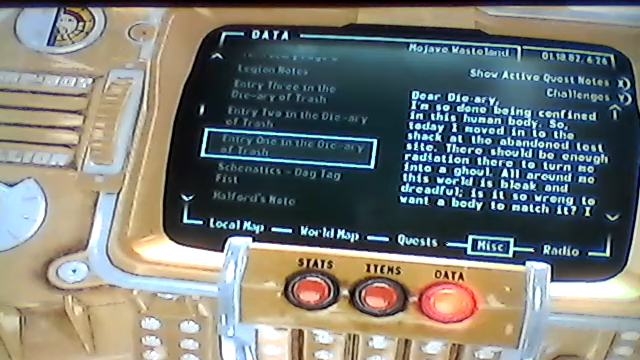 DATA
Mojave Wasteland
01.18.82, 6:26
Show Active Quest Notes X)
Challenges Y)
Legion Notes
Entry Three in the
Die-ary of Trash
Entry Two in the Die-ary
of Trash
Entry One in the Die-ary
of Trash
Schematics - Dog Tag
Fist
Halford's Note
Dear Die-ary,
I'm so done being confined
in this human body. So,
today I moved in to the
shack at the abandoned test
site. There should be enough
radiation there to turn me
into a ghoul. All around me
this world is bleak and
dreadful; is it so wrong to
want a body to match it? I
Local Map
World Map
Quests
Misc
Radio
STATS
ITEMS
DATA